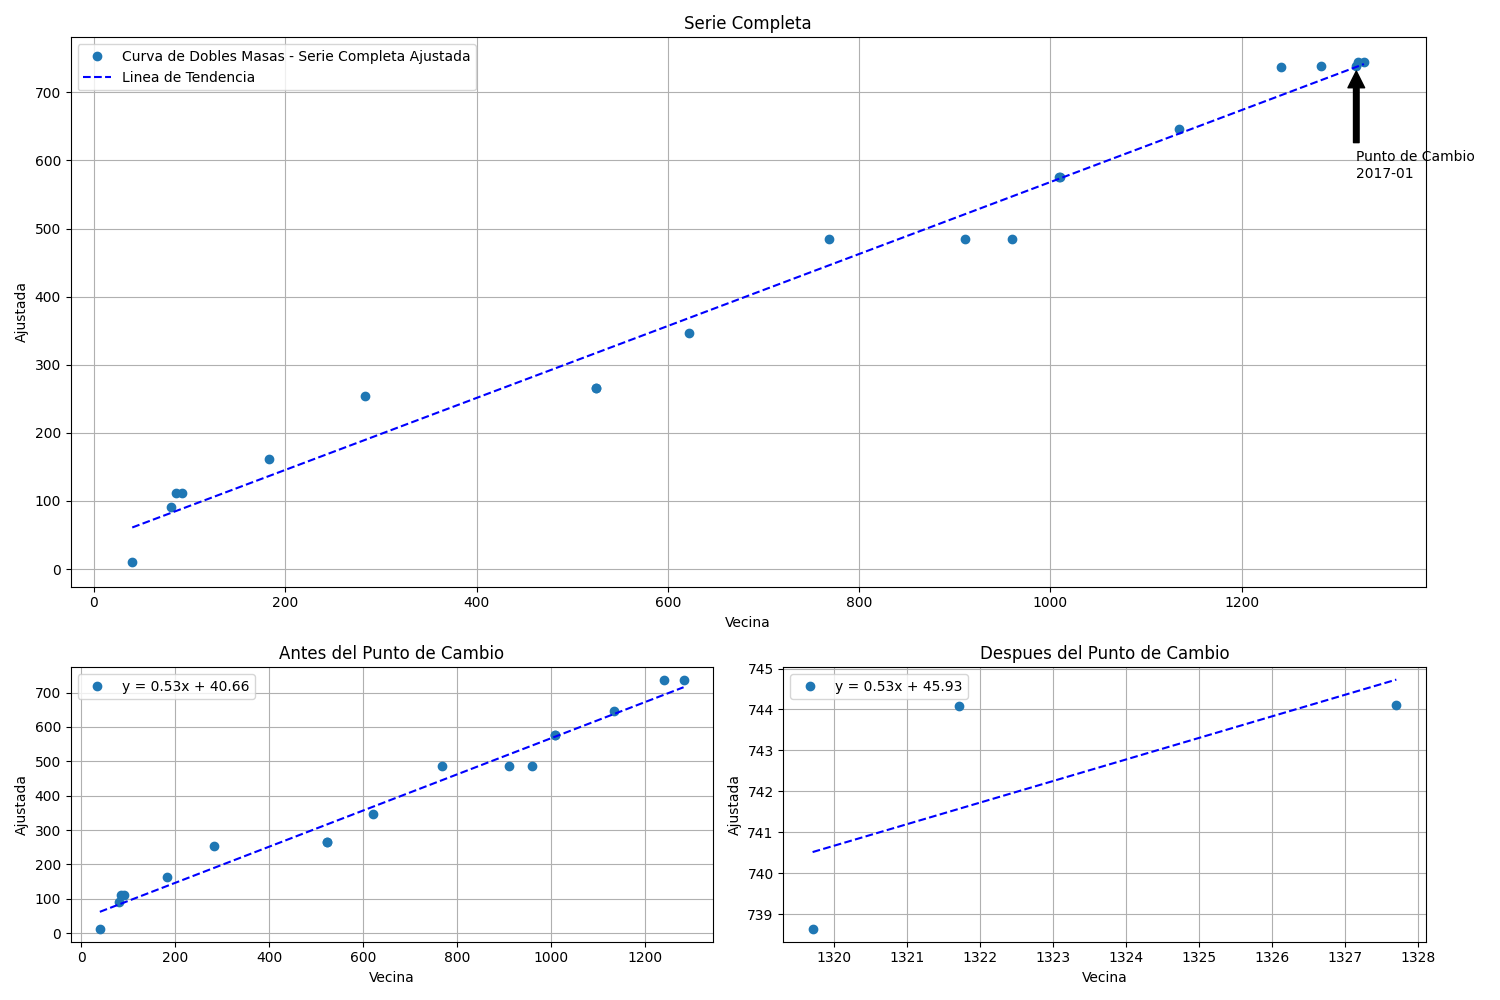 Serie Completa
Curva de Dobles Masas - Serie Completa Ajustada
Linea de Tendencia
700
600
500
400
300
200
100
0
Ajustada
Punto de Cambio
2017-01
0 200 400 600 800 1000 1200
Vecina
Antes del Punto de Cambio
y = 0.53x + 40.66
700
600
500
400
300
200
100
0
Ajustada
0 200 400 600 800 1000 1200
Vecina
Despues del Punto de Cambio
y = 0.53x + 45.93
745
744
743
742
741
740
739
Ajustada
1320 1321 1322 1323 1324 1325 1326 1327 1328
Vecina